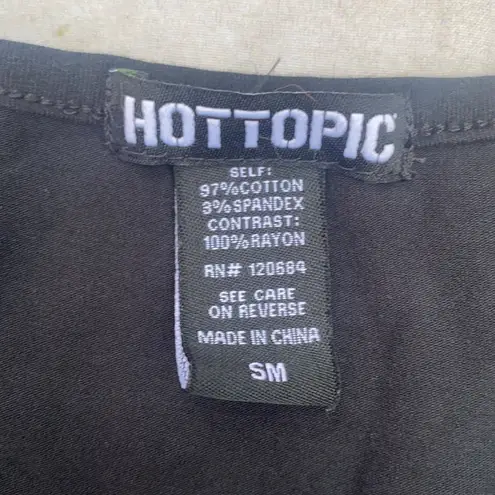 HOTTOPIC
SELF:
97%COTTON
3%SPANDEX
CONTRAST:
100%RAYON
RN# 120684
SEE CARE
ON REVERSE
MADE IN CHINA
SM